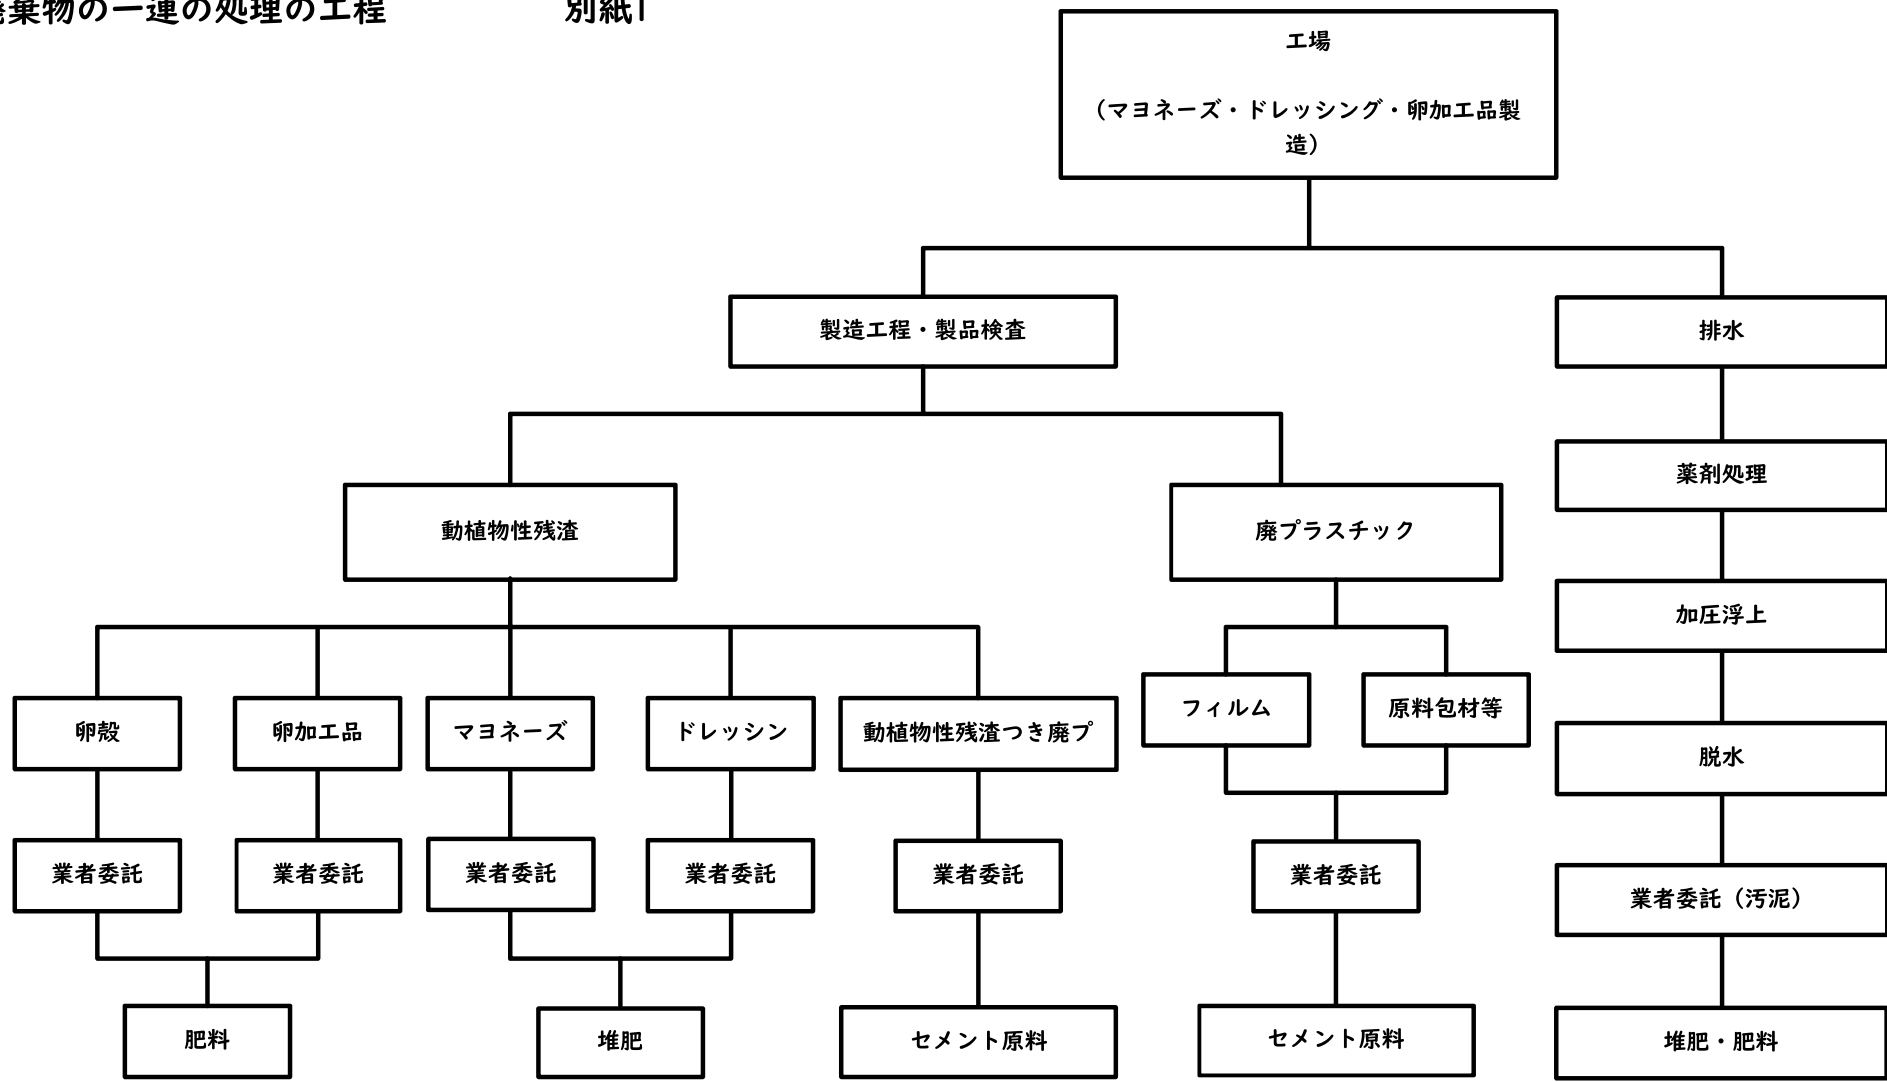 廃棄物の一連の処理の工程 別紙1
工場
（マヨネーズ・ドレッシング・卵加工品製
造）
製造工程・製品検査
排水
薬剤処理
動植物性残渣
廃プラスチック
加圧浮上
フィルム
原料包材等
卵殻
卵加工品
マヨネーズ
ドレッシン
動植物性残渣つき廃プ
脱水
業者委託
業者委託
業者委託
業者委託
業者委託
業者委託
業者委託（汚泥）
肥料
堆肥
セメント原料
セメント原料
堆肥・肥料